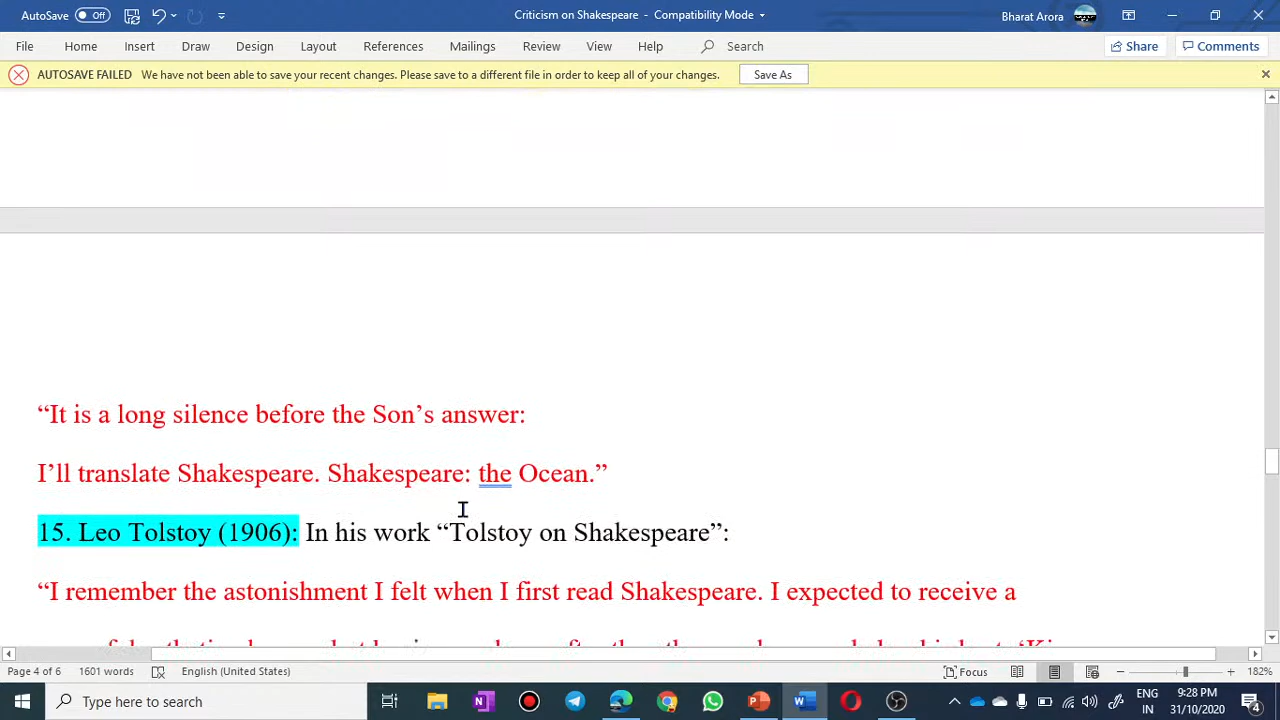 AutoSave Off Criticism on Shakespeare - Compatibility Mode Bharat Arora
File Home Insert Draw Design Layout References Mailings Review View Help Search Share Comments
AUTOSAVE FAILED We have not been able to save your recent changes. Please save to a different file in order to keep all of your changes. Save As
“It is a long silence before the Son’s answer:
I’ll translate Shakespeare. Shakespeare: the Ocean.”
15. Leo Tolstoy (1906): In his work “Tolstoy on Shakespeare”:
“I remember the astonishment I felt when I first read Shakespeare. I expected to receive a
Page 4 of 6 1601 words English (United States) Focus 182%
Type here to search ENG 9:28 PM
IN 31/10/2020 4